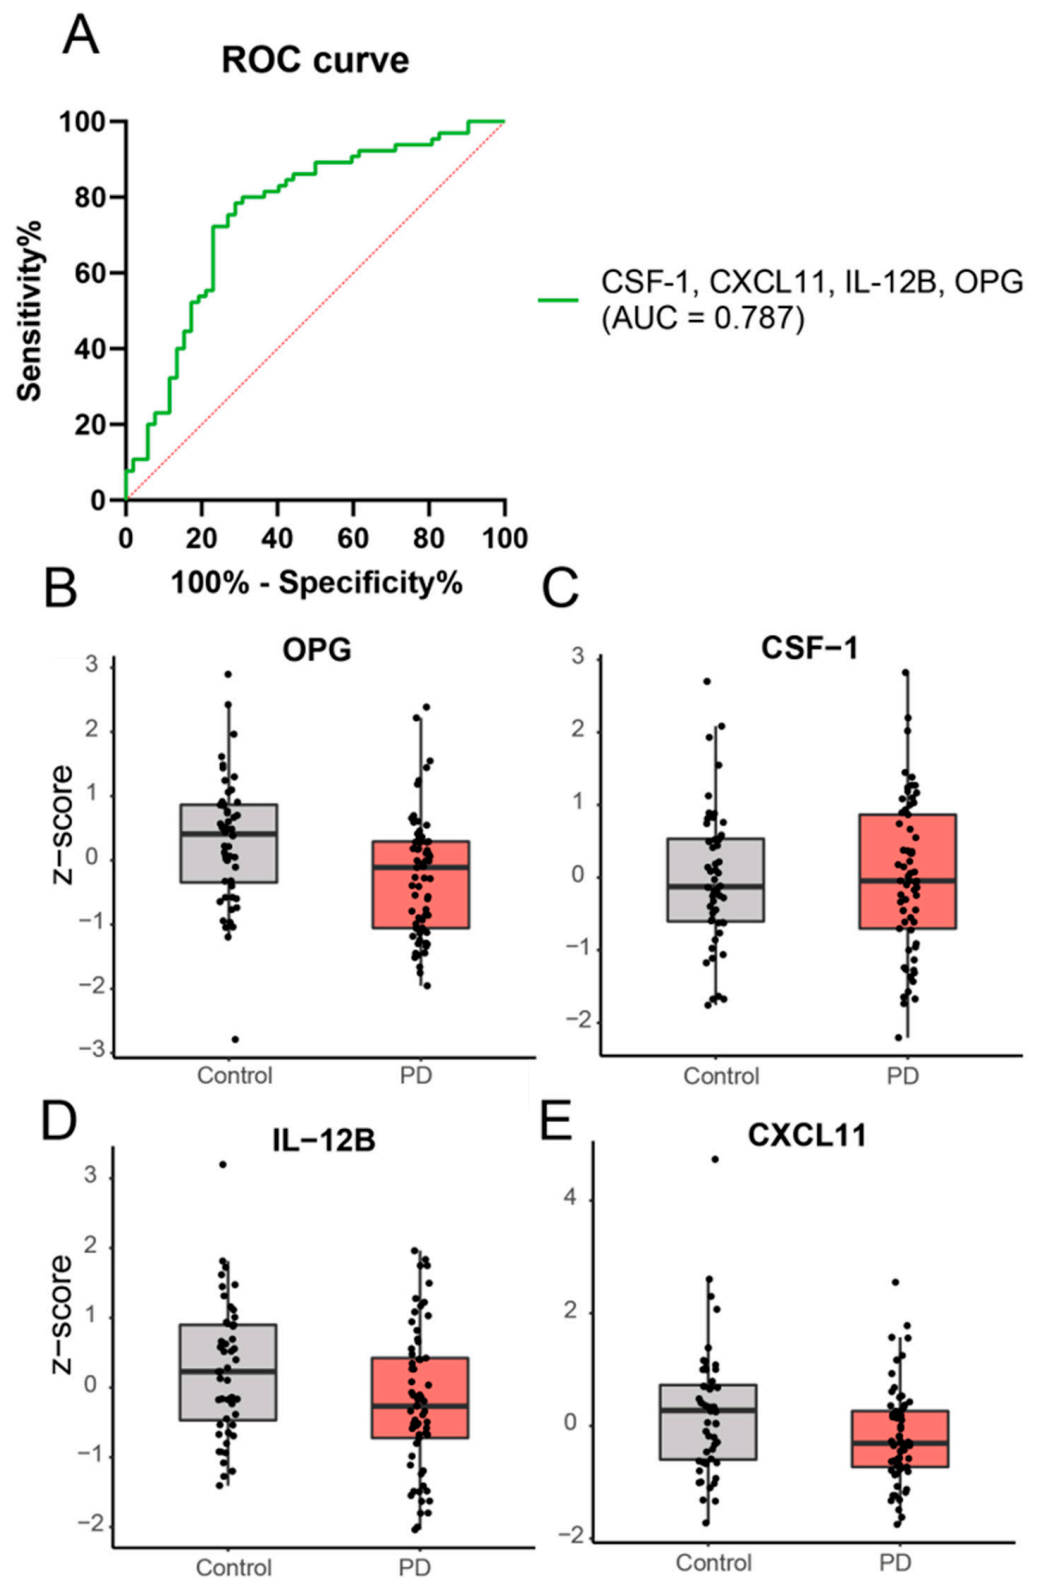 A
ROC curve
100
80
60
40
20
0
Sensitivity%
0 20 40 60 80 100
100% - Specificity%
CSF-1, CXCL11, IL-12B, OPG
(AUC = 0.787)
B
OPG
3
2
1
0
−1
−2
−3
z−score
Control PD
C
CSF−1
3
2
1
0
−1
−2
Control PD
D
IL−12B
3
2
1
0
−1
−2
z−score
Control PD
E
CXCL11
4
2
0
−2
Control PD